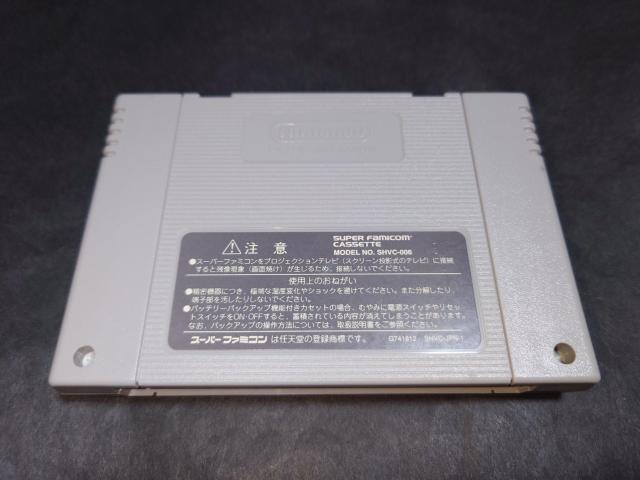 Nintendo
⚠注 意
SUPER FAMICOM
CASSETTE
MODEL NO. SHVC-006
●スーパーファミコンをプロジェクションテレビ(スクリーン投影式のテレビ)に接続
すると残像現象(画面焼け)が生じるため、接続しないでください。
使用上のおねがい
●精密機器につき、極端な温度変化やショックを避けてください。また分解したり、
端子部を汚したりしないでください。
●バッテリーバックアップ機能付きカセットの場合、むやみに電源スイッチやリセッ
トスイッチをON・OFFすると、蓄積されている内容が消えてしまうことがあります。
なお、バックアップの操作方法については、取扱説明書をご参照ください。
スーパーファミコンは任天堂の登録商標です。
G741812 SHVC-JPN-1